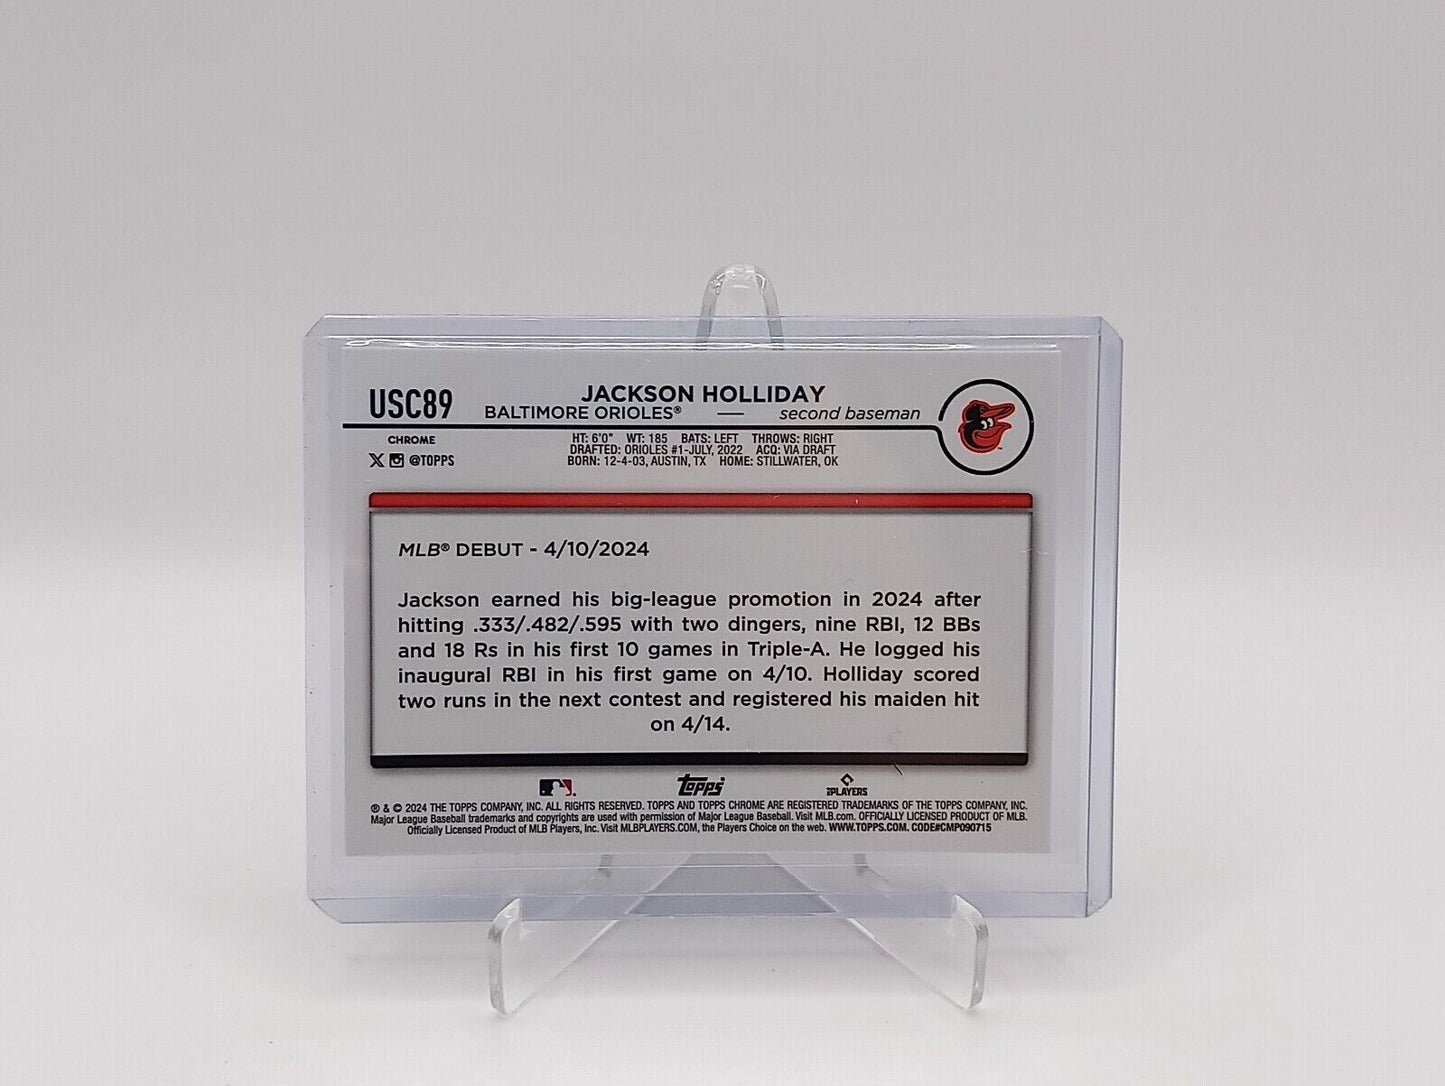 USC89
JACKSON HOLLIDAY
BALTIMORE ORIOLES® — second baseman
CHROME
@TOPPS
HT: 6'0" WT: 185 BATS: LEFT THROWS: RIGHT
DRAFTED: ORIOLES #1-JULY, 2022 ACQ: VIA DRAFT
BORN: 12-4-03, AUSTIN, TX HOME: STILLWATER, OK
MLB® DEBUT - 4/10/2024
Jackson earned his big-league promotion in 2024 after
hitting .333/.482/.595 with two dingers, nine RBI, 12 BBs
and 18 Rs in his first 10 games in Triple-A. He logged his
inaugural RBI in his first game on 4/10. Holliday scored
two runs in the next contest and registered his maiden hit
on 4/14.
topps
PLAYERS
® & © 2024 THE TOPPS COMPANY, INC. ALL RIGHTS RESERVED. TOPPS AND TOPPS CHROME ARE REGISTERED TRADEMARKS OF THE TOPPS COMPANY, INC.
Major League Baseball trademarks and copyrights are used with permission of Major League Baseball. Visit MLB.com. OFFICIALLY LICENSED PRODUCT OF MLB.
Officially Licensed Product of MLB Players, Inc. Visit MLBPLAYERS.COM, the Players Choice on the web. WWW.TOPPS.COM. CODE#CMP090715